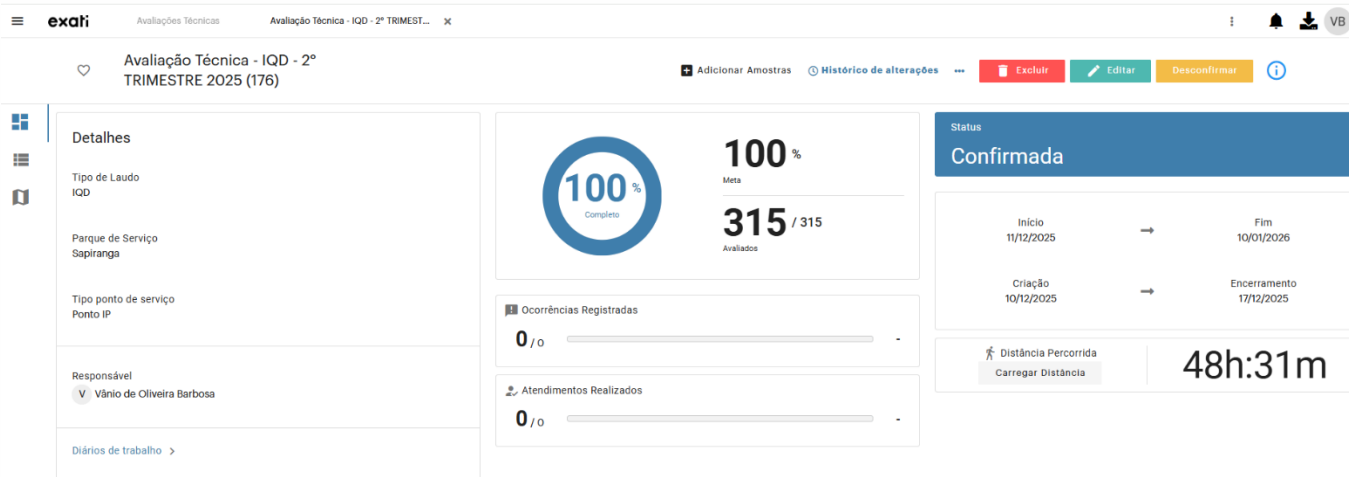 exati
Avaliações Técnicas
Avaliação Técnica - IQD - 2º TRIMEST...
VB
Avaliação Técnica - IQD - 2º
TRIMESTRE 2025 (176)
Adicionar Amostras
Histórico de alterações
Excluir
Editar
Desconfirmar
Detalhes
Tipo de Laudo
IQD
Parque de Serviço
Sapiranga
Tipo ponto de serviço
Ponto IP
Responsável
V Vânio de Oliveira Barbosa
Diários de trabalho
100 %
Completo
100 %
Meta
315 / 315
Avaliados
Ocorrências Registradas
0 / 0
-
Atendimentos Realizados
0 / 0
-
Status
Confirmada
Início
11/12/2025
Fim
10/01/2026
Criação
10/12/2025
Encerramento
17/12/2025
Distância Percorrida
Carregar Distância
48h:31m